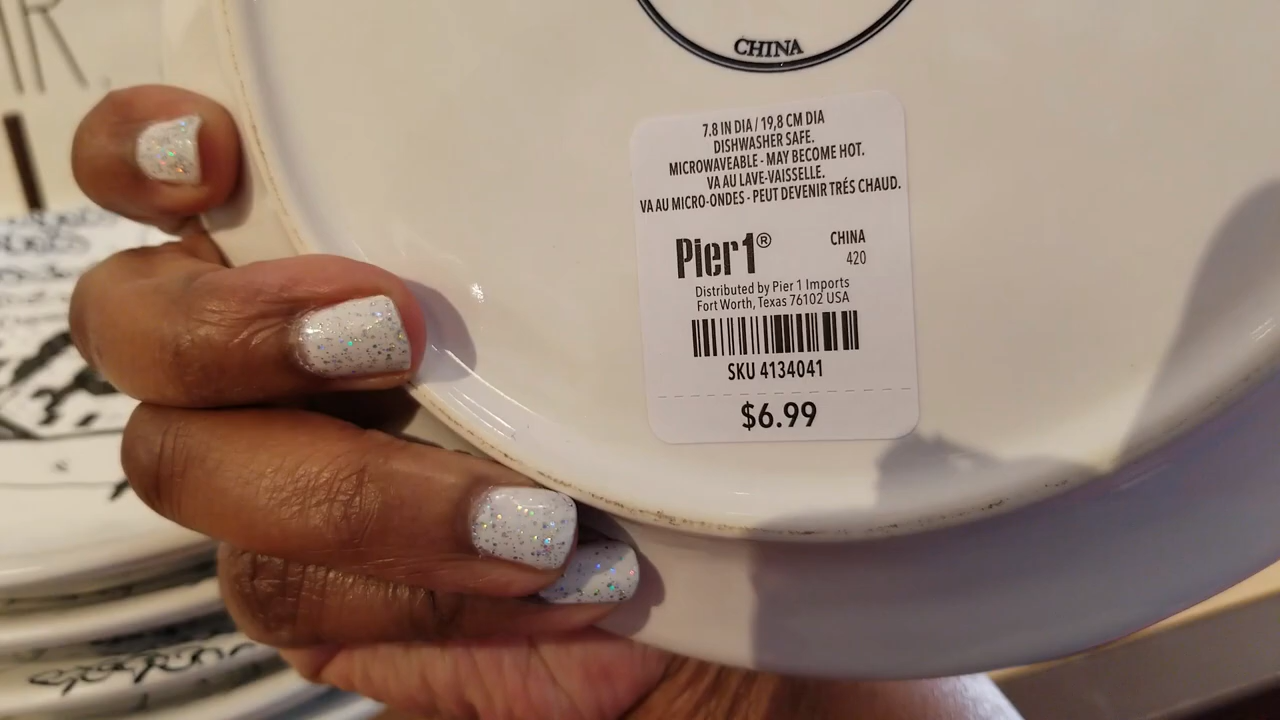 IR
CHINA
7.8 IN DIA / 19,8 CM DIA
DISHWASHER SAFE.
MICROWAVEABLE - MAY BECOME HOT.
VA AU LAVE-VAISSELLE.
VA AU MICRO-ONDES - PEUT DEVENIR TRÉS CHAUD.
Pier1® CHINA
420
Distributed by Pier 1 Imports
Fort Worth, Texas 76102 USA
SKU 4134041
$6.99